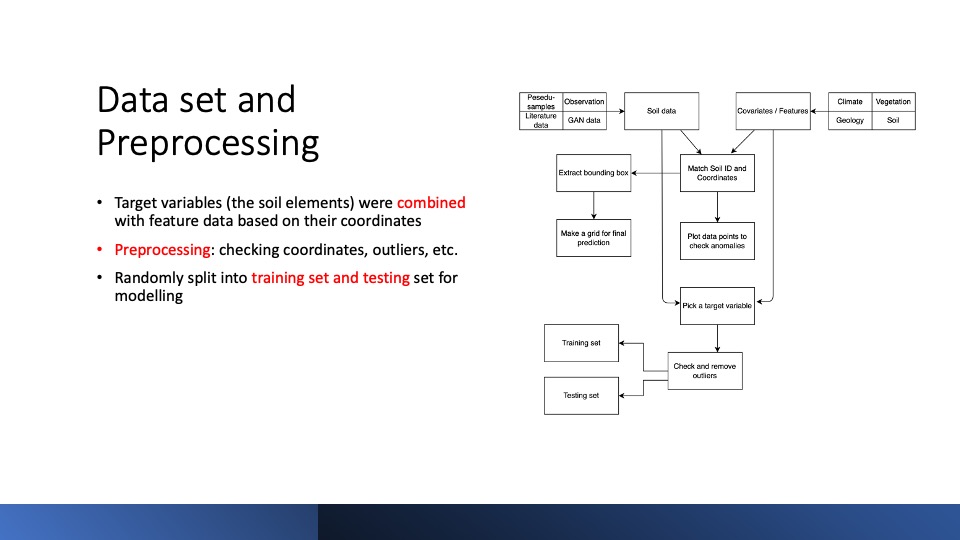 Data set and
Preprocessing
• Target variables (the soil elements) were combined
with feature data based on their coordinates
• Preprocessing: checking coordinates, outliers, etc.
• Randomly split into training set and testing set for
modelling
Pesedu-
samples
Observation
Literature
data
GAN data
Soil data
Covariates / Features
Climate
Vegetation
Geology
Soil
Extract bounding box
Match Soil ID and
Coordinates
Make a grid for final
prediction
Plot data points to
check anomalies
Pick a target variable
Training set
Check and remove
outliers
Testing set